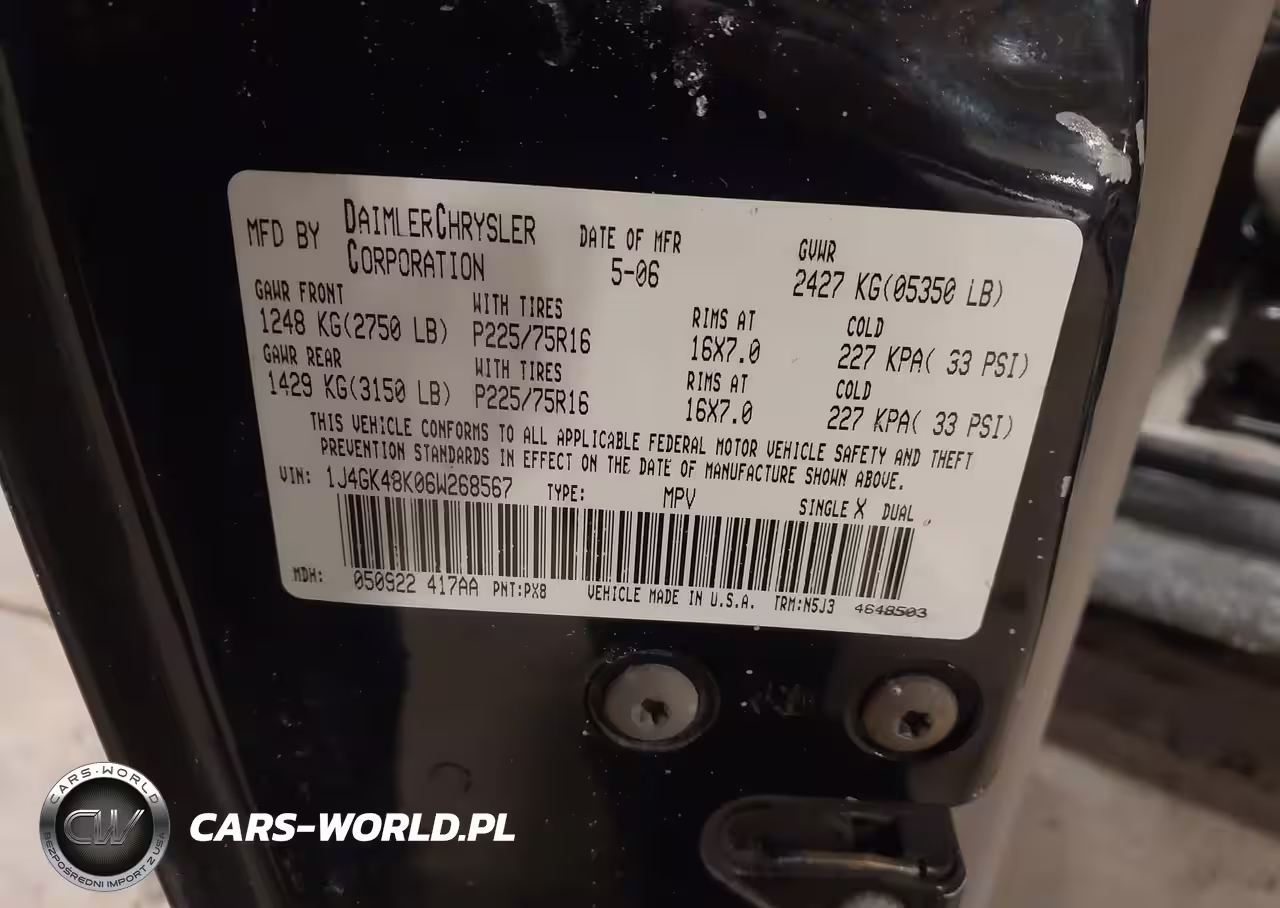 MFD BY DAIMLERCHRYSLER CORPORATION DATE OF MFR 5-06 GVWR 2427 KG(05350 LB)
GAWR FRONT WITH TIRES RIMS AT COLD
1248 KG(2750 LB) P225/75R16 16X7.0 227 KPA( 33 PSI)
GAWR REAR WITH TIRES RIMS AT COLD
1429 KG(3150 LB) P225/75R16 16X7.0 227 KPA( 33 PSI)
THIS VEHICLE CONFORMS TO ALL APPLICABLE FEDERAL MOTOR VEHICLE SAFETY AND THEFT
PREVENTION STANDARDS IN EFFECT ON THE DATE OF MANUFACTURE SHOWN ABOVE.
VIN: 1J4GK48K06W268567 TYPE: MPV SINGLE X DUAL
MDH: 050922 417AA PNT:PX8 VEHICLE MADE IN U.S.A. TRM:N5J3 4648503
CARS-WORLD
CW
BEZPOŚREDNI IMPORT Z USA
CARS-WORLD.PL